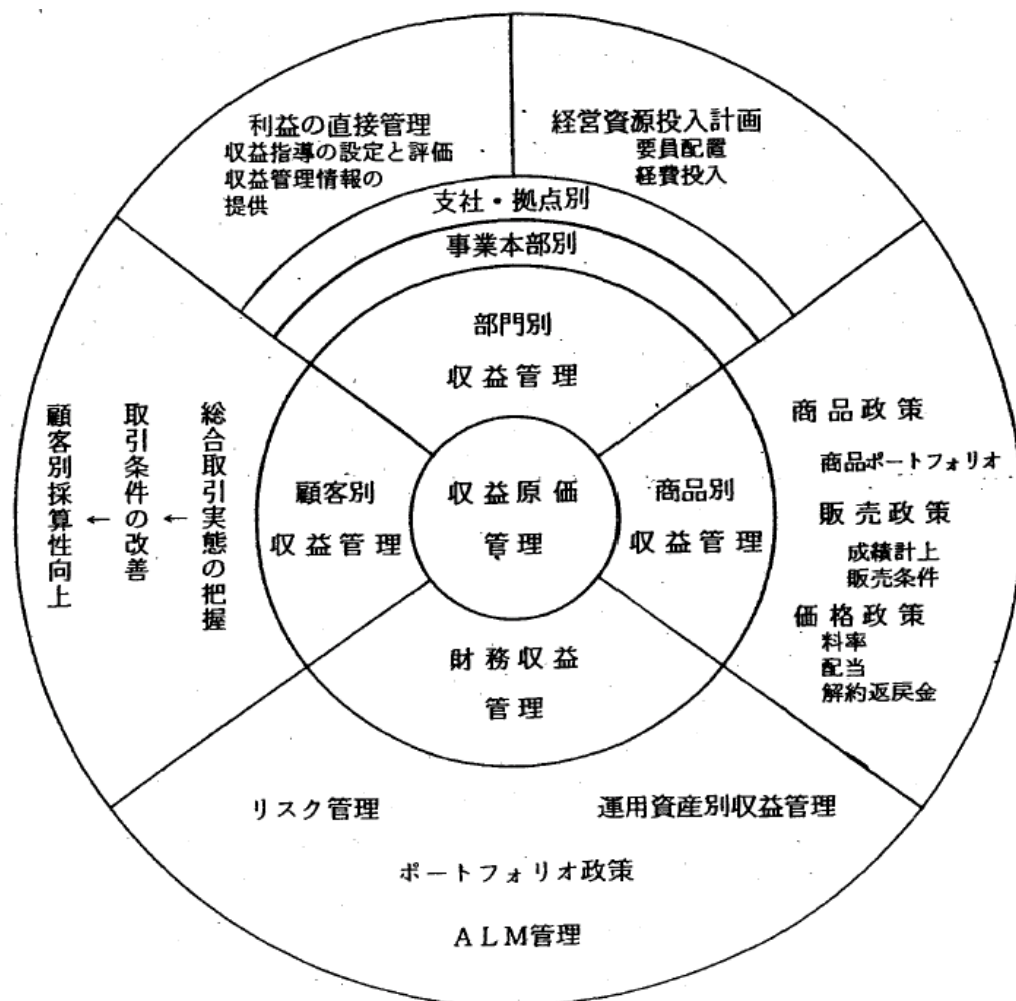 利益の直接管理
収益指導の設定と評価
収益管理情報の
提供
経営資源投入計画
要員配置
経費投入
支社・拠点別
事業本部別
部門別
収益管理
顧客別
収益管理
収益原価
管理
商品別
収益管理
財務収益
管理
総合取引実態の把握
↓
取引条件の改善
↓
顧客別採算性向上
商品政策
商品ポートフォリオ
販売政策
成績計上
販売条件
価格政策
料率
配当
解約返戻金
リスク管理
運用資産別収益管理
ポートフォリオ政策
ALM管理